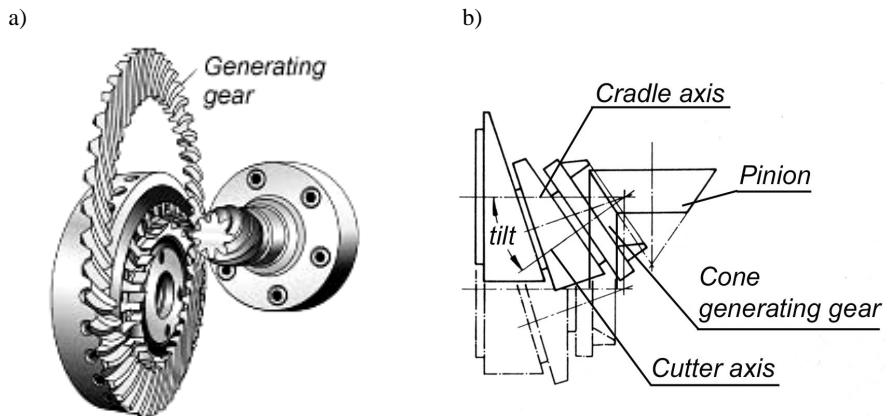 a)
b)
Generating
gear
Cradle axis
Pinion
tilt
Cone
generating gear
Cutter axis